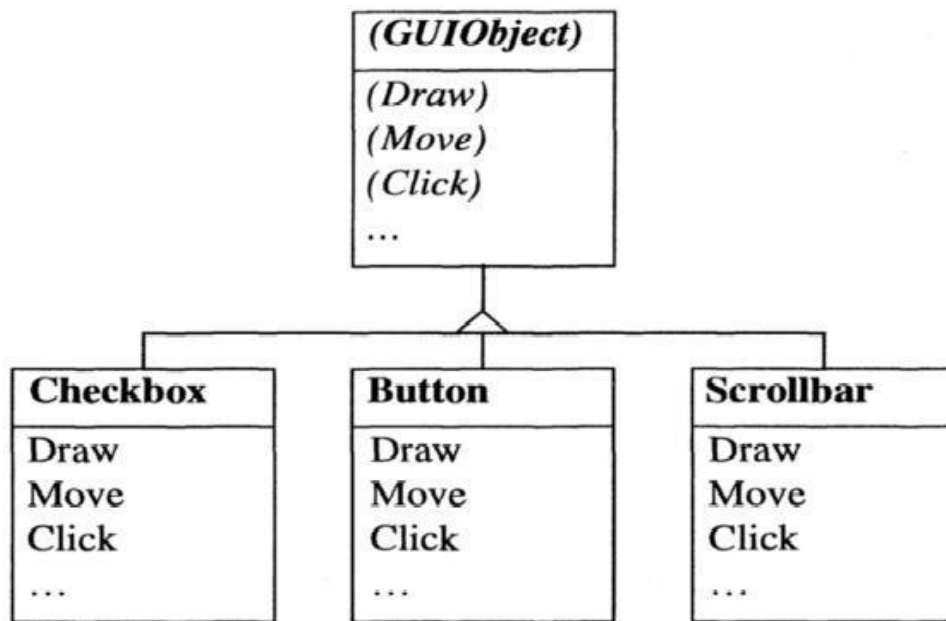 (GUIObject)
(Draw)
(Move)
(Click)
...
Checkbox
Draw
Move
Click
...
Button
Draw
Move
Click
...
Scrollbar
Draw
Move
Click
...